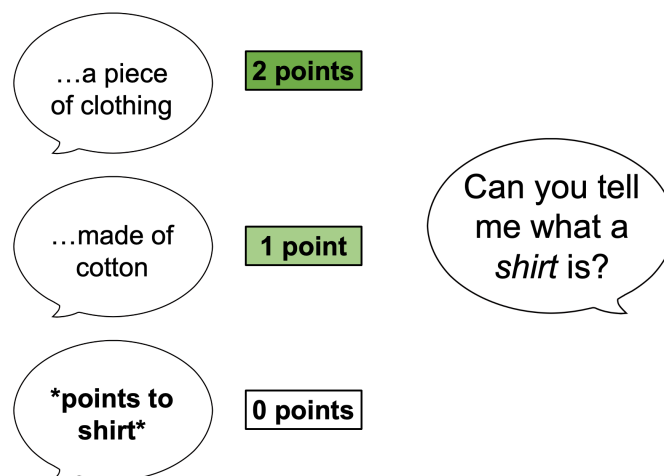 …a piece
of clothing
2 points
…made of
cotton
1 point
*points to
shirt*
0 points
Can you tell
me what a
shirt is?